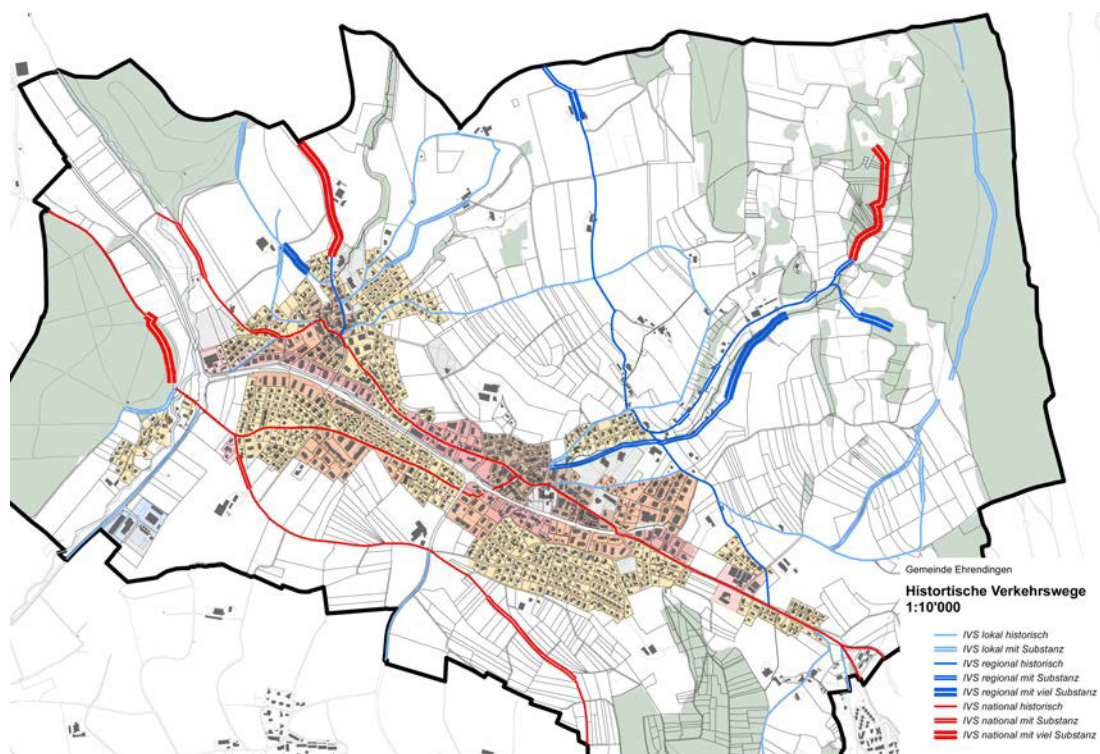 Gemeinde Ehrendingen
Histortische Verkehrswege
1:10'000
IVS lokal historisch
IVS lokal mit Substanz
IVS regional historisch
IVS regional mit Substanz
IVS regional mit viel Substanz
IVS national historisch
IVS national mit Substanz
IVS national mit viel Substanz